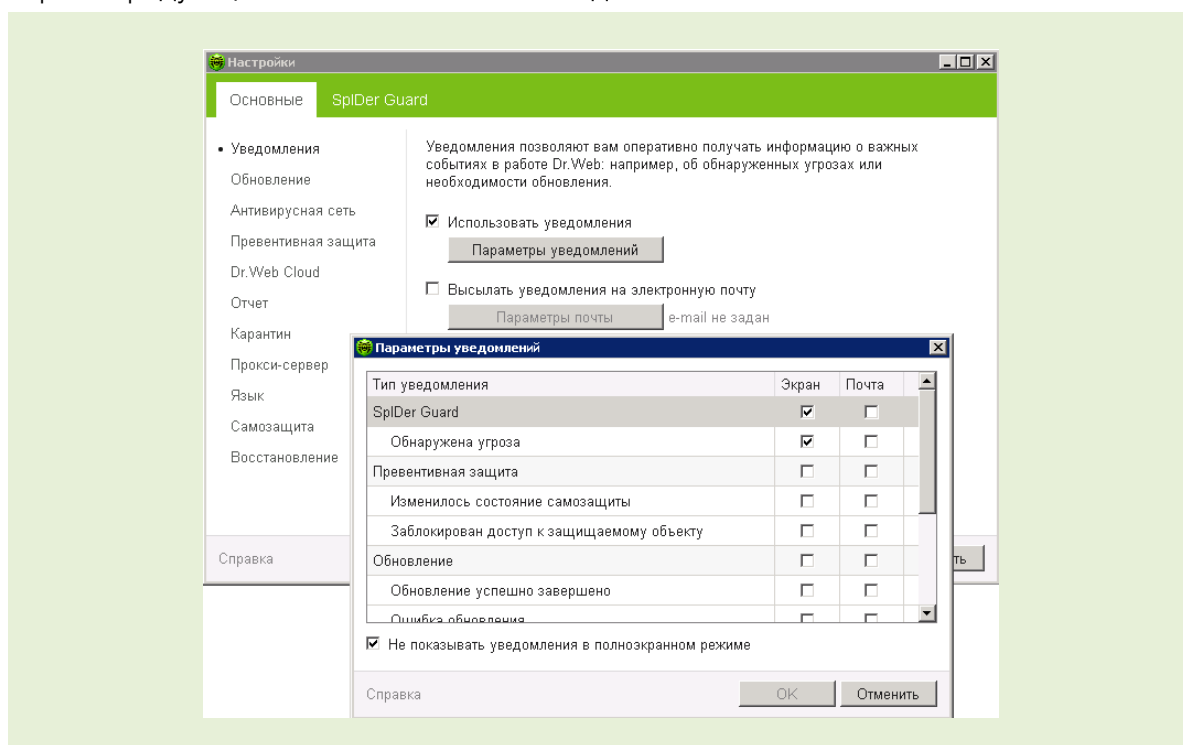 Настройки
Основные SpIDer Guard
Уведомления
Обновление
Антивирусная сеть
Превентивная защита
Dr.Web Cloud
Отчет
Карантин
Прокси-сервер
Язык
Самозащита
Восстановление
Справка
Уведомления позволяют вам оперативно получать информацию о важных
событиях в работе Dr.Web: например, об обнаруженных угрозах или
необходимости обновления.
Использовать уведомления
Параметры уведомлений
Высылать уведомления на электронную почту
Параметры почты e-mail не задан
Параметры уведомлений
Тип уведомления Экран Почта
SpIDer Guard
Обнаружена угроза
Превентивная защита
Изменилось состояние самозащиты
Заблокирован доступ к защищаемому объекту
Обновление
Обновление успешно завершено
Ошибка обновления
Не показывать уведомления в полноэкранном режиме
Справка OK Отменить